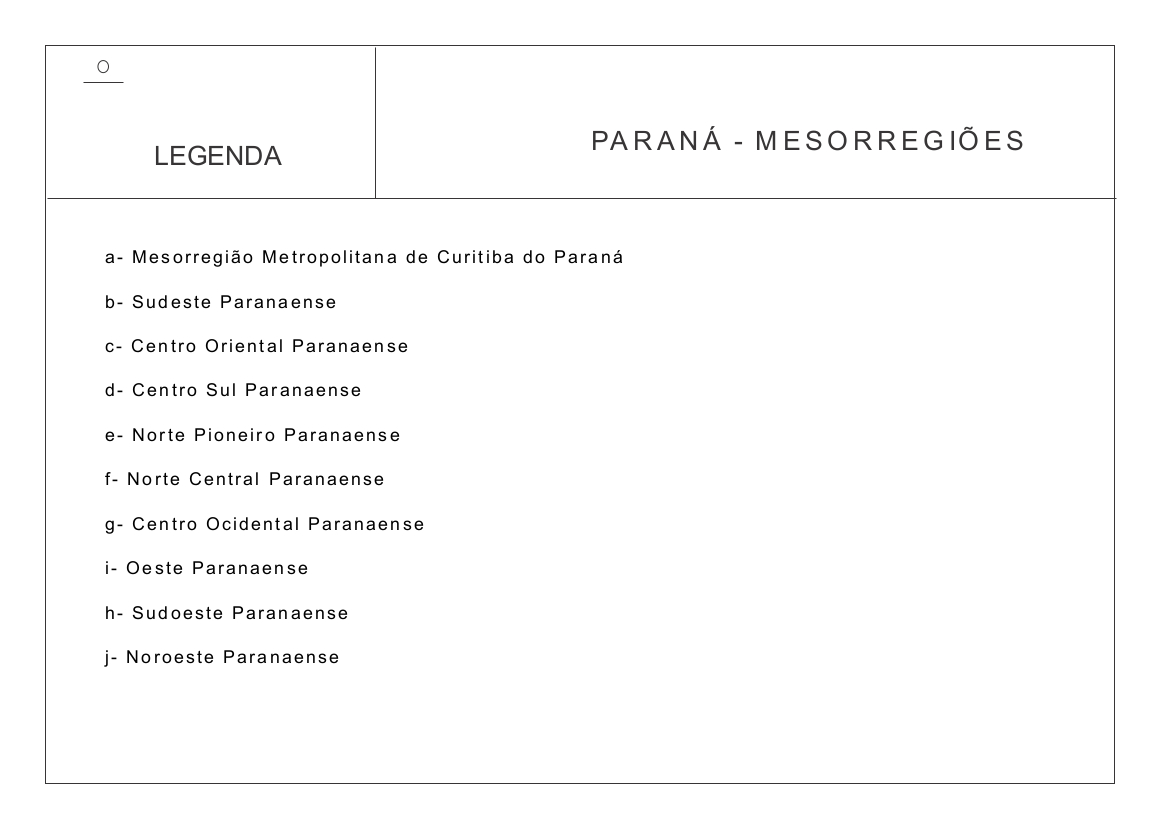 O
LEGENDA
PARANÁ - MESORREGIÕES
a- Mesorregião Metropolitana de Curitiba do Paraná
b- Sudeste Paranaense
c- Centro Oriental Paranaense
d- Centro Sul Paranaense
e- Norte Pioneiro Paranaense
f- Norte Central Paranaense
g- Centro Ocidental Paranaense
i- Oeste Paranaense
h- Sudoeste Paranaense
j- Noroeste Paranaense